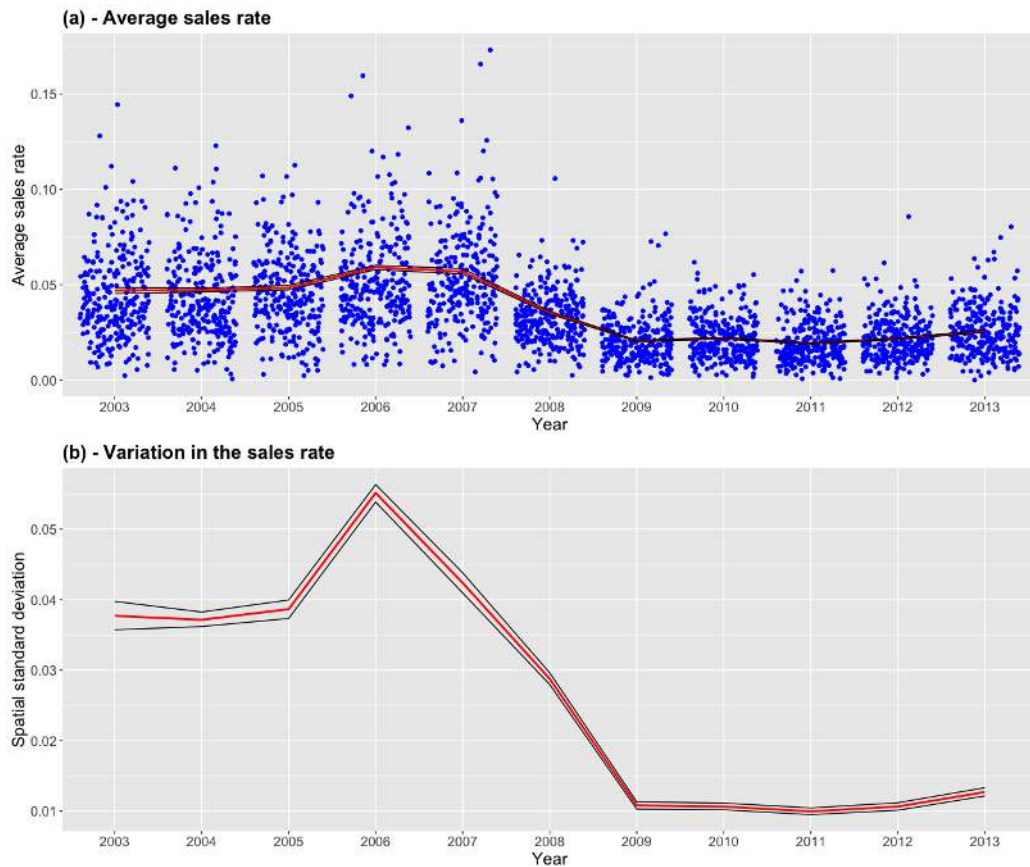 (a) - Average sales rate
Average sales rate
0.15
0.10
0.05
0.00
2003 2004 2005 2006 2007 2008 2009 2010 2011 2012 2013
Year
(b) - Variation in the sales rate
Spatial standard deviation
0.05
0.04
0.03
0.02
0.01
2003 2004 2005 2006 2007 2008 2009 2010 2011 2012 2013
Year